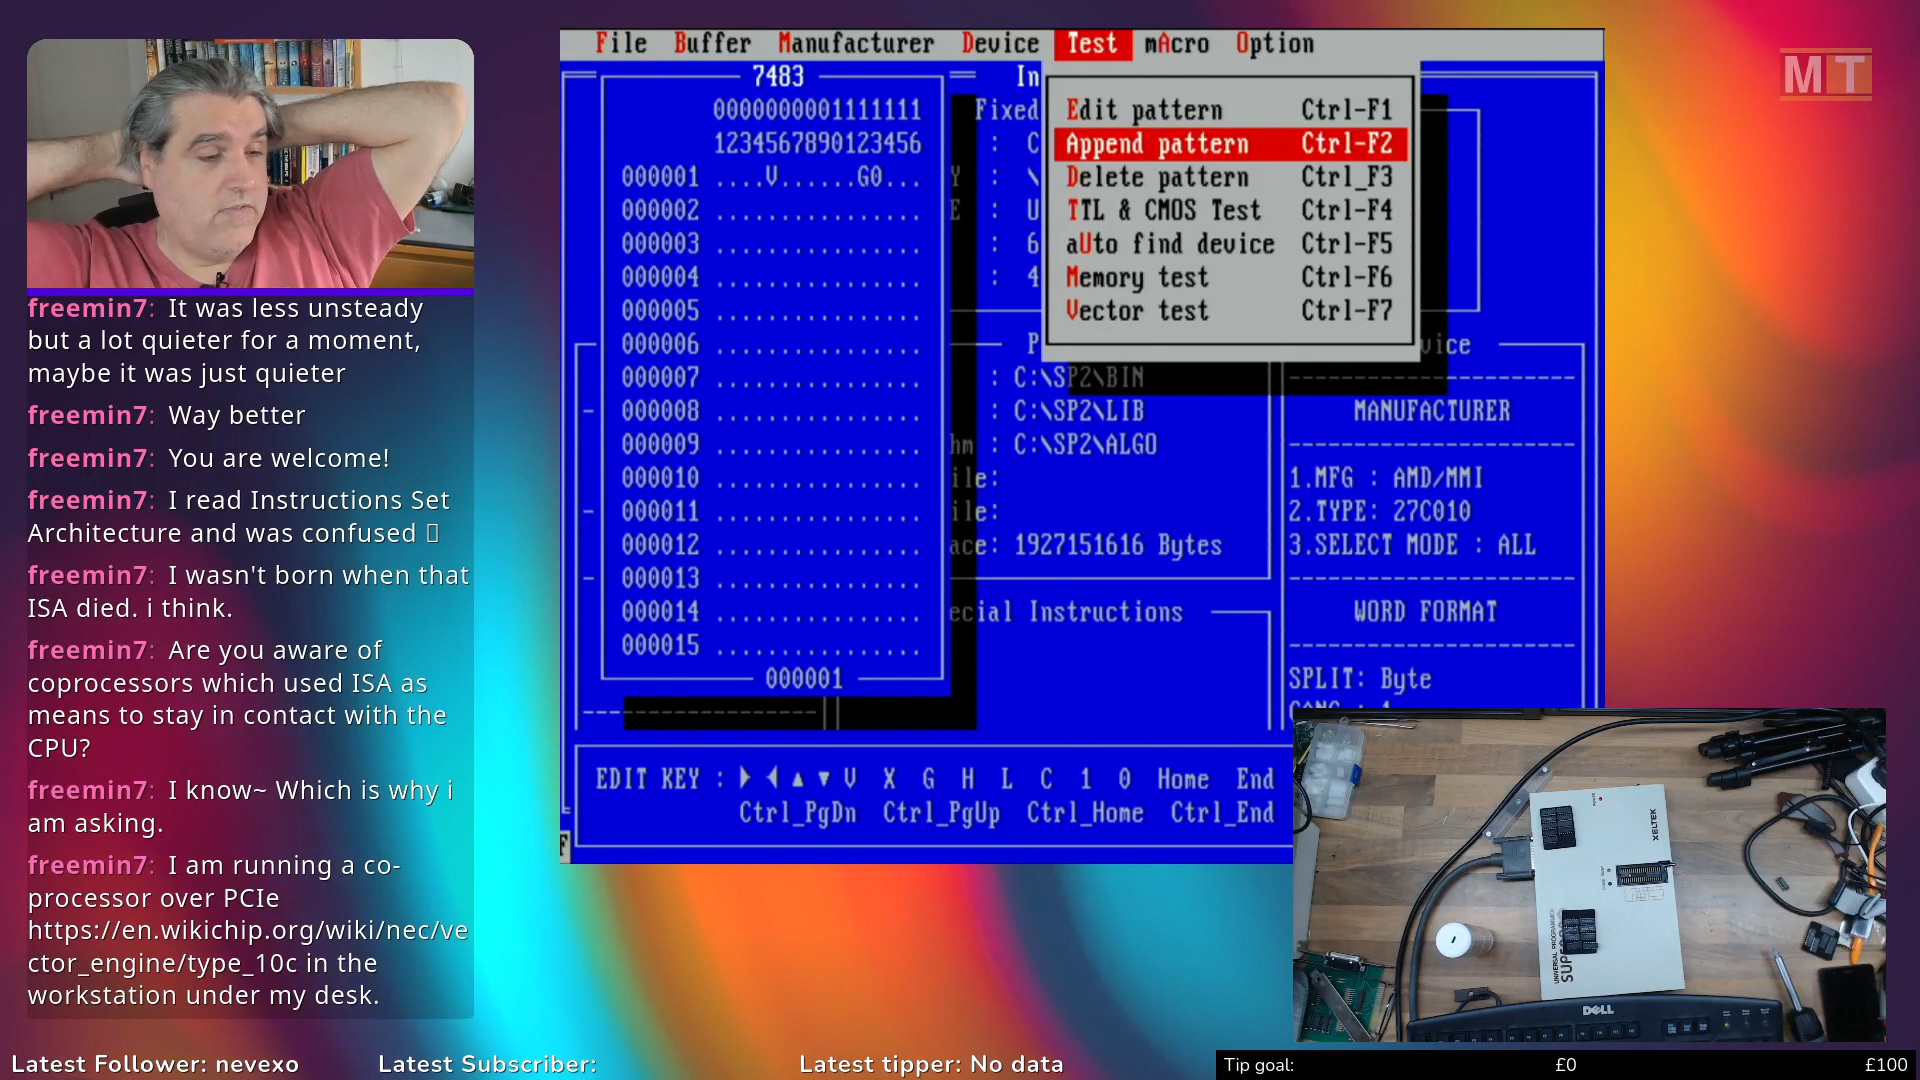 File Buffer Manufacturer Device Test mAcro Option
MT
7483
In
0000000001111111
Fixed
1234567890123456
: C
000001 ....V......G0...
Y : \
000002 ................
E : U
000003 ................
: 6
000004 ................
: 4
000005 ................
000006 ................
P
vice
000007 ................
: C:\SP2\BIN
000008 ................
: C:\SP2\LIB
000009 ................
hm : C:\SP2\ALGO
000010 ................
ile:
000011 ................
ile:
000012 ................
ace: 1927151616 Bytes
000013 ................
000014 ................
ecial Instructions
000015 ................
000001
Edit pattern Ctrl-F1
Append pattern Ctrl-F2
Delete pattern Ctrl_F3
TTL & CMOS Test Ctrl-F4
aUto find device Ctrl-F5
Memory test Ctrl-F6
Vector test Ctrl-F7
MANUFACTURER
1.MFG : AMD/MMI
2.TYPE: 27C010
3.SELECT MODE : ALL
WORD FORMAT
SPLIT: Byte
EDIT KEY : ► ◄ ▲ ▼ V X G H L C 1 0 Home End
Ctrl_PgDn Ctrl_PgUp Ctrl_Home Ctrl_End
F
freemin7: It was less unsteady
but a lot quieter for a moment,
maybe it was just quieter
freemin7: Way better
freemin7: You are welcome!
freemin7: I read Instructions Set
Architecture and was confused
freemin7: I wasn't born when that
ISA died. i think.
freemin7: Are you aware of
coprocessors which used ISA as
means to stay in contact with the
CPU?
freemin7: I know~ Which is why i
am asking.
freemin7: I am running a co-
processor over PCIe
https://en.wikichip.org/wiki/nec/ve
ctor_engine/type_10c in the
workstation under my desk.
XELTEK
UNIVERSAL PROGRAMMER
DELL
Latest Follower: nevexo
Latest Subscriber:
Latest tipper: No data
Tip goal: £0 £100